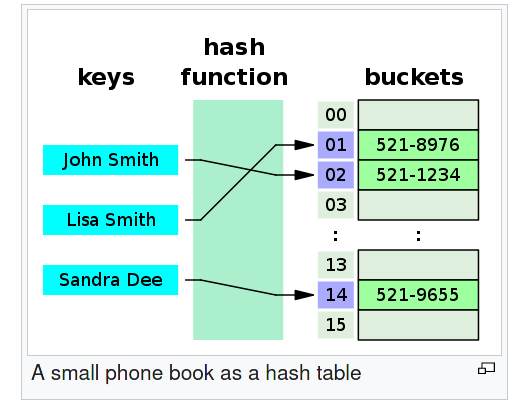 hash
keys function buckets
00
John Smith 01 521-8976
02 521-1234
Lisa Smith 03
: :
13
Sandra Dee 14 521-9655
15
A small phone book as a hash table